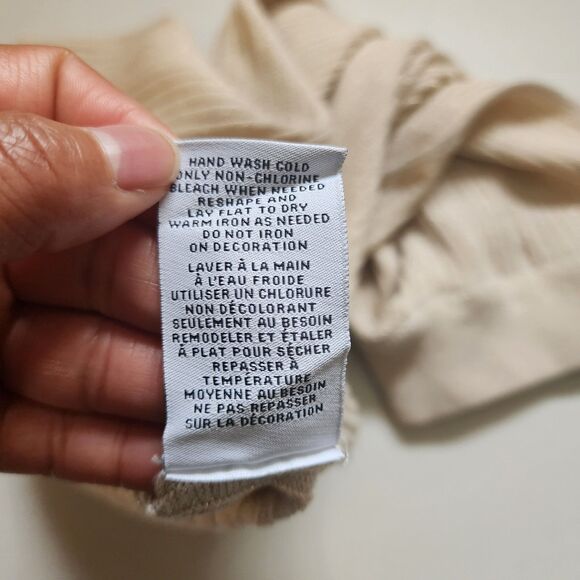 HAND WASH COLD
ONLY NON-CHLORINE
BLEACH WHEN NEEDED
RESHAPE AND
LAY FLAT TO DRY
WARM IRON AS NEEDED
DO NOT IRON
ON DECORATION
LAVER À LA MAIN
À L'EAU FROIDE
UTILISER UN CHLORURE
NON DÉCOLORANT
SEULEMENT AU BESOIN
REMODELER ET ÉTALER
À PLAT POUR SÉCHER
REPASSER À
TEMPÉRATURE
MOYENNE AU BESOIN
NE PAS REPASSER
SUR LA DÉCORATION